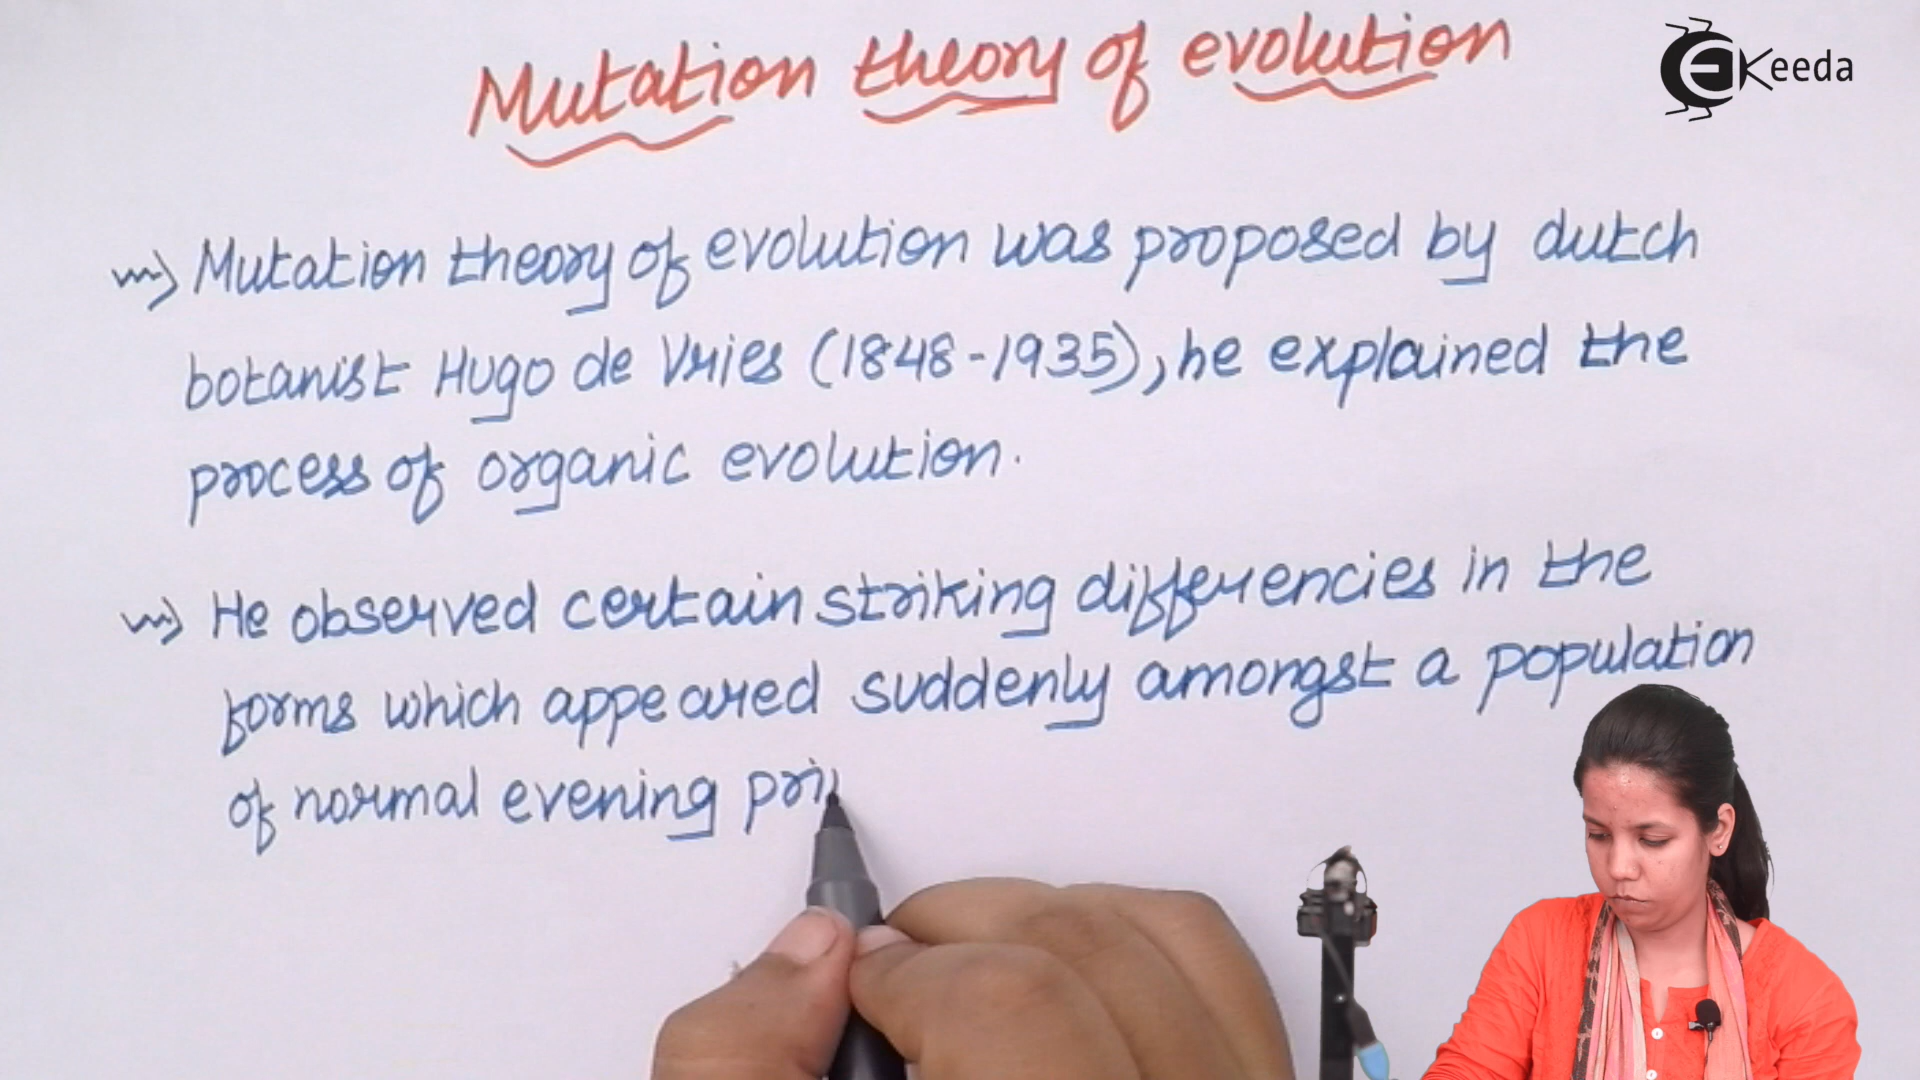 Mutation theory of evolution
EKeeda
Mutation theory of evolution was proposed by dutch
botanist Hugo de Vries (1848-1935), he explained the
process of organic evolution.
He observed certain striking differencies in the
forms which appeared suddenly amongst a population
of normal evening pri